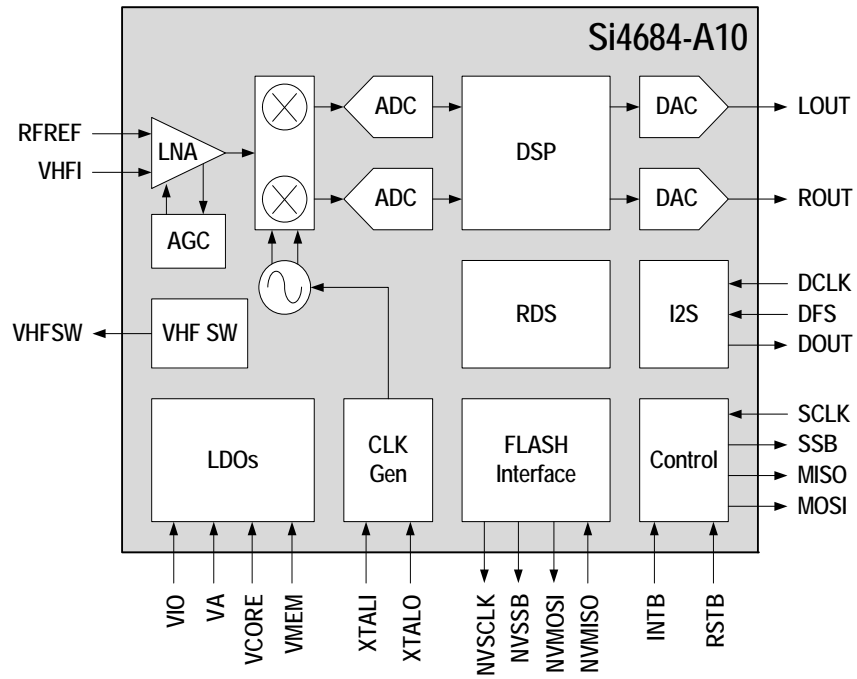 Si4684-A10
RFREF
VHFI
LNA
AGC
ADC
ADC
DSP
DAC
DAC
LOUT
ROUT
VHFSW
VHF SW
RDS
I2S
DCLK
DFS
DOUT
LDOs
CLK
Gen
FLASH
Interface
Control
SCLK
SSB
MISO
MOSI
VIO
VA
VCORE
VMEM
XTALI
XTALO
NVSCLK
NVSSB
NVMOSI
NVMISO
INTB
RSTB